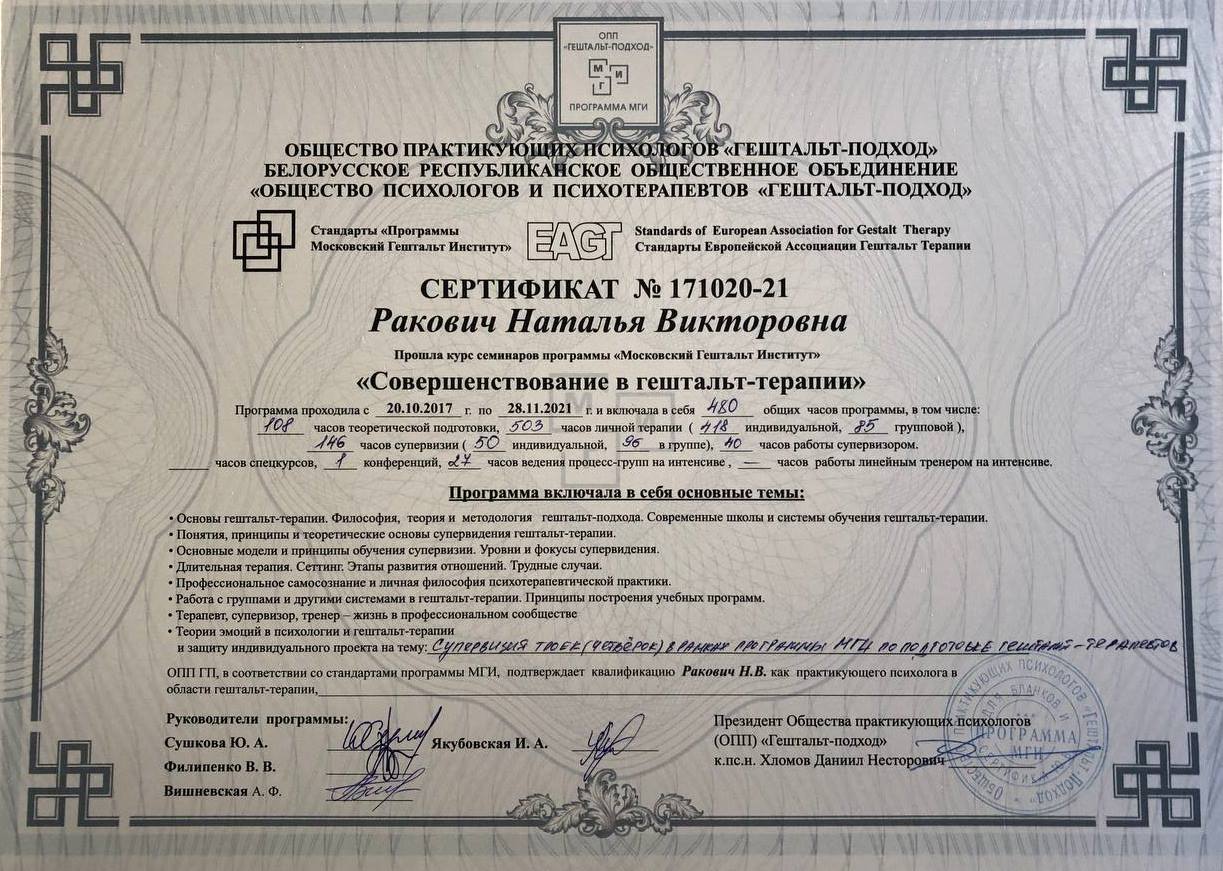 ОПП
«ГЕШТАЛЬТ-ПОДХОД»
М И
Г
ПРОГРАММА МГИ
ОБЩЕСТВО ПРАКТИКУЮЩИХ ПСИХОЛОГОВ «ГЕШТАЛЬТ-ПОДХОД»
БЕЛОРУССКОЕ РЕСПУБЛИКАНСКОЕ ОБЩЕСТВЕННОЕ ОБЪЕДИНЕНИЕ
«ОБЩЕСТВО ПСИХОЛОГОВ И ПСИХОТЕРАПЕВТОВ «ГЕШТАЛЬТ-ПОДХОД»
Стандарты «Программы
Московский Гештальт Институт»
EAGT
Standards of European Association for Gestalt Therapy
Стандарты Европейской Ассоциации Гештальт Терапии
СЕРТИФИКАТ № 171020-21
Ракович Наталья Викторовна
Прошла курс семинаров программы «Московский Гештальт Институт»
«Совершенствование в гештальт-терапии»
Программа проходила с 20.10.2017 г. по 28.11.2021 г. и включала в себя 480 общих часов программы, в том числе:
108 часов теоретической подготовки, 503 часов личной терапии ( 418 индивидуальной, 85 групповой ),
146 часов супервизии ( 50 индивидуальной, 96 в группе), 40 часов работы супервизором.
____ часов спецкурсов, 1 конференций, 27 часов ведения процесс-групп на интенсиве , — часов работы линейным тренером на интенсиве.
Программа включала в себя основные темы:
• Основы гештальт-терапии. Философия, теория и методология гештальт-подхода. Современные школы и системы обучения гештальт-терапии.
• Понятия, принципы и теоретические основы супервидения гештальт-терапии.
• Основные модели и принципы обучения супервизии. Уровни и фокусы супервидения.
• Длительная терапия. Сеттинг. Этапы развития отношений. Трудные случаи.
• Профессиональное самосознание и личная философия психотерапевтической практики.
• Работа с группами и другими системами в гештальт-терапии. Принципы построения учебных программ.
• Терапевт, супервизор, тренер – жизнь в профессиональном сообществе
• Теории эмоций в психологии и гештальт-терапии
и защиту индивидуального проекта на тему: Супервизия троек (четвёрок) в рамках программы МГИ по подготовке гештальт-терапевтов
ОПП ГП, в соответствии со стандартами программы МГИ, подтверждает квалификацию Ракович Н.В. как практикующего психолога в
области гештальт-терапии,
Руководители программы:
Сушкова Ю. А.
Якубовская И. А.
Филипенко В. В.
Вишневская А. Ф.
Президент Общества практикующих психологов
(ОПП) «Гештальт-подход»
к.пс.н. Хломов Даниил Несторович
ОБЩЕСТВО ПРАКТИКУЮЩИХ ПСИХОЛОГОВ "ГЕШТАЛЬТ-ПОДХОД"
ДЛЯ БЛАНКОВ И СЕРТИФИКАТОВ
ПРОГРАММА
МГИ